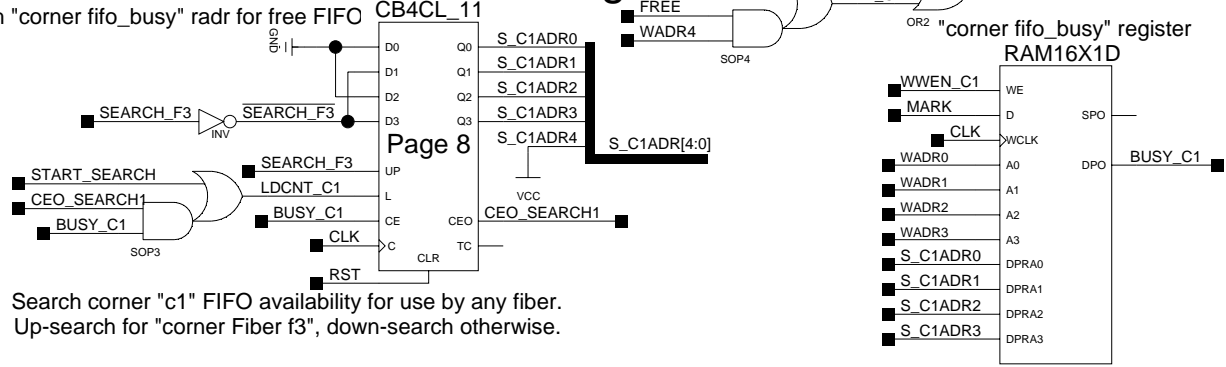 "corner fifo_busy" radr for free FIFO
CB4CL_11
GND
D0
D1
D2
D3
Q0
Q1
Q2
Q3
S_C1ADR0
S_C1ADR1
S_C1ADR2
S_C1ADR3
S_C1ADR4
S_C1ADR[4:0]
VCC
SEARCH_F3
INV
SEARCH_F3
Page 8
SEARCH_F3
UP
START_SEARCH
CEO_SEARCH1
BUSY_C1
SOP3
LDCNT_C1
L
BUSY_C1
CE
CEO
CEO_SEARCH1
CLK
C
TC
CLR
RST
Search corner "c1" FIFO availability for use by any fiber.
Up-search for "corner Fiber f3", down-search otherwise.
FREE
WADR4
SOP4
OR2
"corner fifo_busy" register
RAM16X1D
WWEN_C1
WE
MARK
D
SPO
CLK
WCLK
WADR0
A0
DPO
BUSY_C1
WADR1
A1
WADR2
A2
WADR3
A3
S_C1ADR0
DPRA0
S_C1ADR1
DPRA1
S_C1ADR2
DPRA2
S_C1ADR3
DPRA3